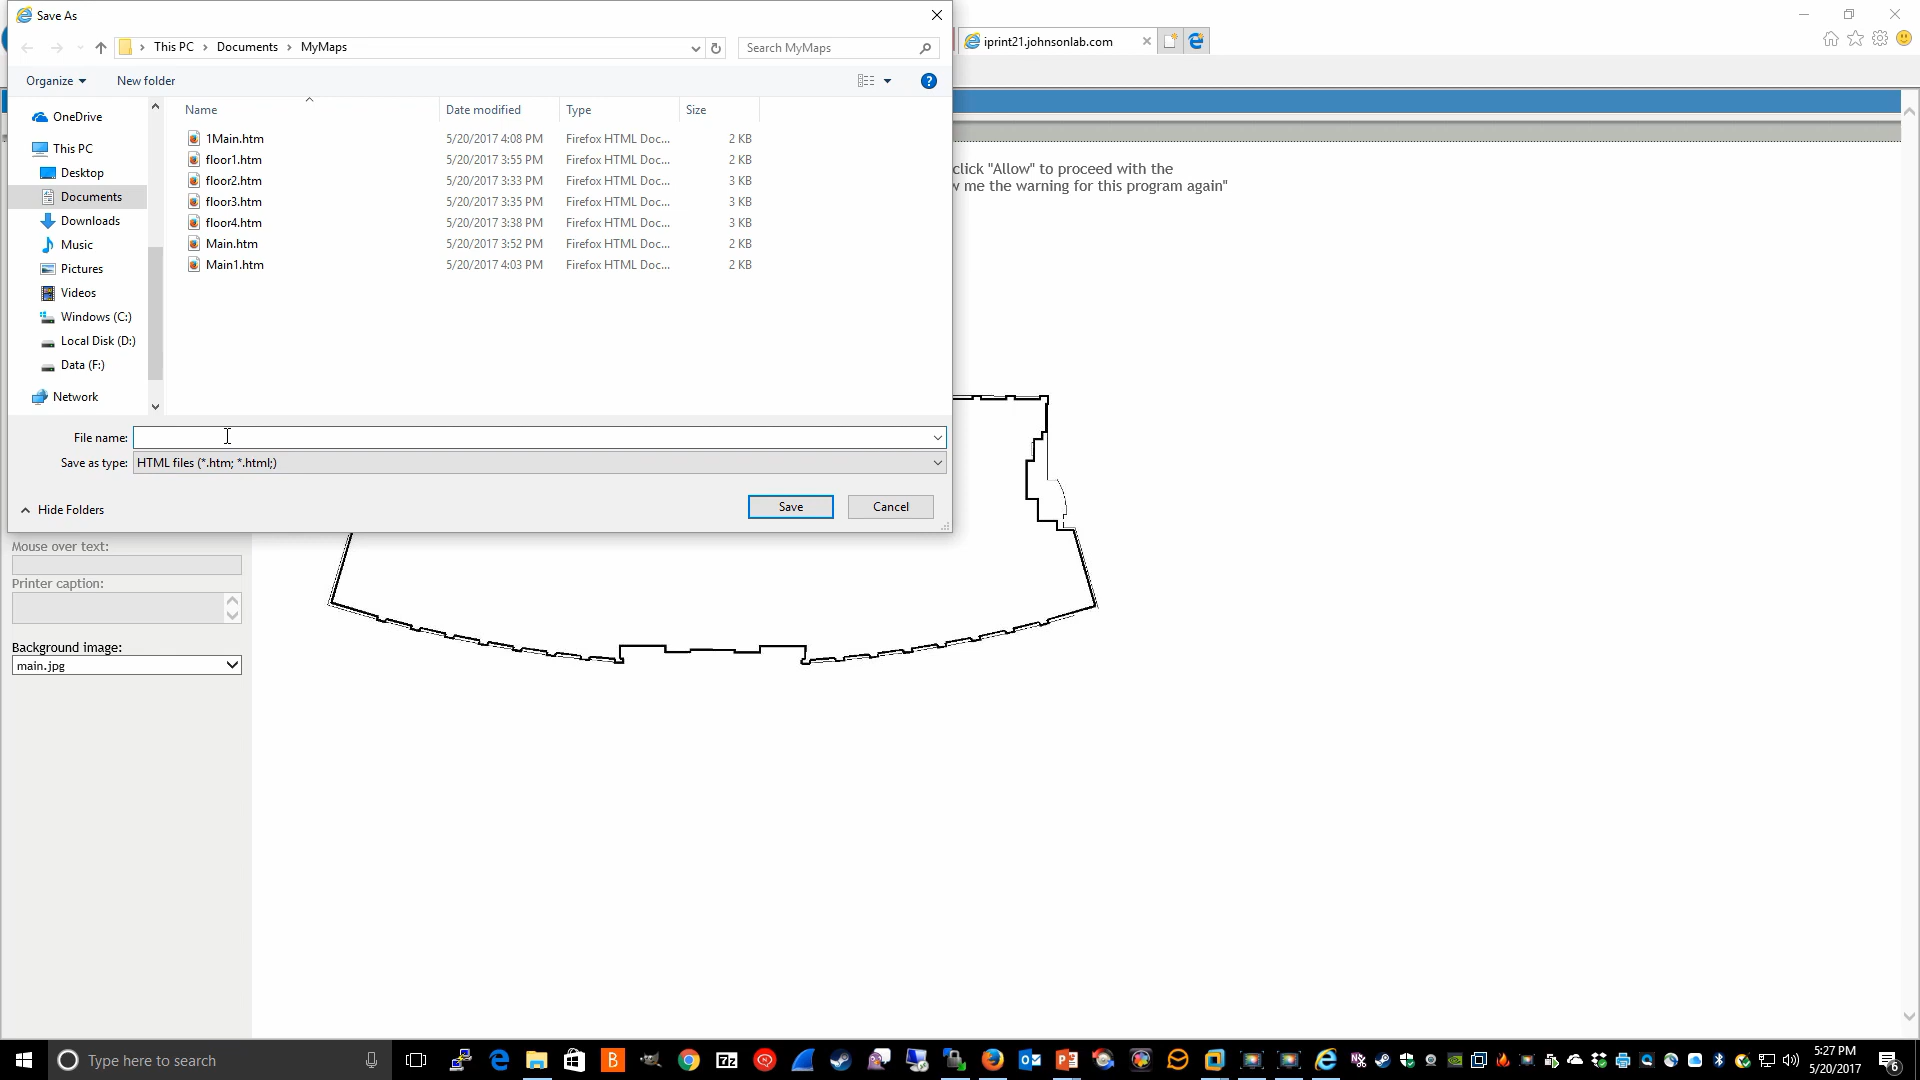 Save As
This PC > Documents > MyMaps
Search MyMaps
iprint21.johnsonlab.com
Organize
New folder
OneDrive
This PC
Desktop
Documents
Downloads
Music
Pictures
Videos
Windows (C:)
Local Disk (D:)
Data (F:)
Network
Name Date modified Type Size
1Main.htm 5/20/2017 4:08 PM Firefox HTML Doc... 2 KB
floor1.htm 5/20/2017 3:55 PM Firefox HTML Doc... 2 KB
floor2.htm 5/20/2017 3:33 PM Firefox HTML Doc... 3 KB
floor3.htm 5/20/2017 3:35 PM Firefox HTML Doc... 3 KB
floor4.htm 5/20/2017 3:38 PM Firefox HTML Doc... 3 KB
Main.htm 5/20/2017 3:52 PM Firefox HTML Doc... 2 KB
Main1.htm 5/20/2017 4:03 PM Firefox HTML Doc... 2 KB
click "Allow" to proceed with the
w me the warning for this program again"
File name:
Save as type: HTML files (*.htm; *.html;)
Hide Folders
Save
Cancel
Mouse over text:
Printer caption:
Background image:
main.jpg
Type here to search
5:27 PM
5/20/2017
6